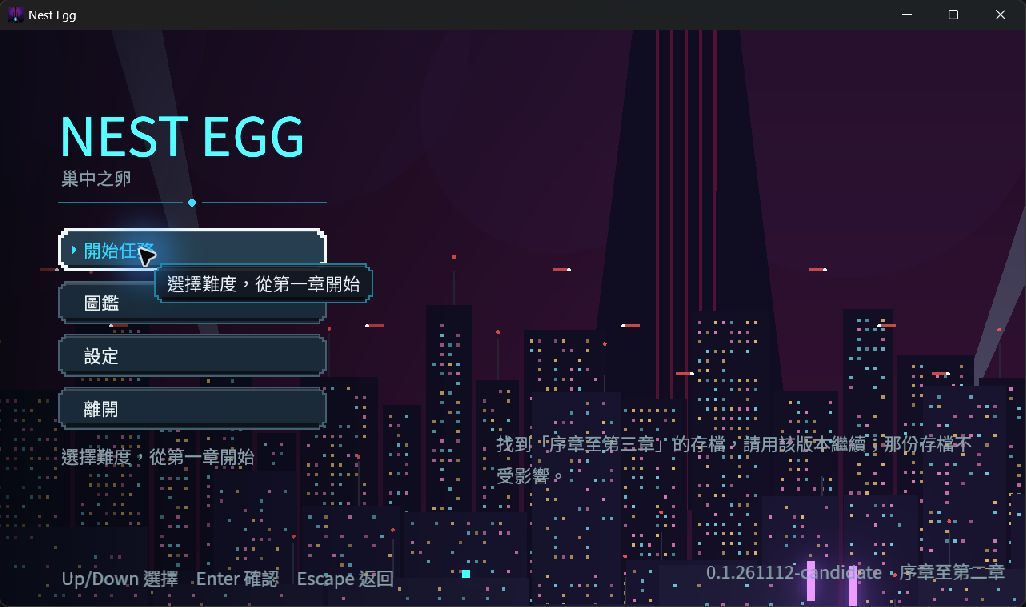 Nest Egg
NEST EGG
巢中之卵
開始任務
選擇難度，從第一章開始
圖鑑
設定
離開
選擇難度，從第一章開始
找到「序章至第三章」的存檔，請用該版本繼續；那份存檔不
受影響。
Up/Down 選擇 Enter 確認 Escape 返回
0.1.261112-candidate · 序章至第二章